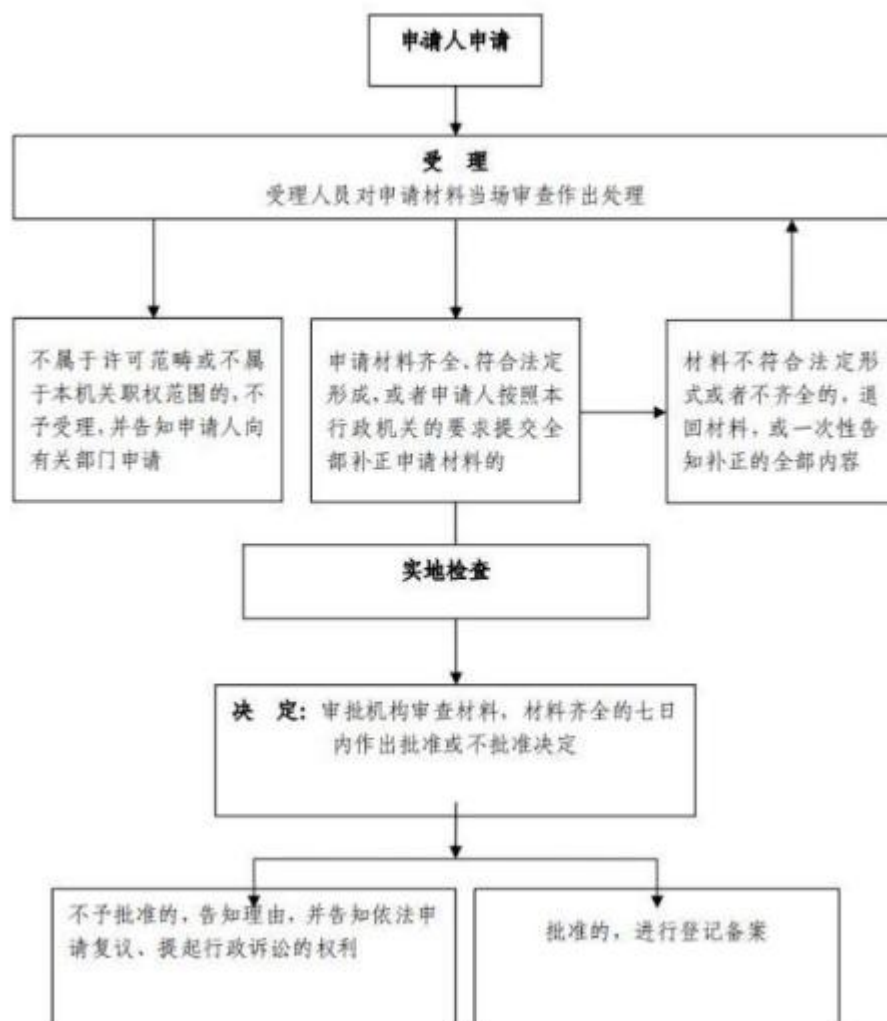 申请人申请
受 理
受理人员对申请材料当场审查作出处理
不属于许可范畴或不属
于本机关职权范围的，不
予受理，并告知申请人向
有关部门申请
申请材料齐全、符合法定
形成，或者申请人按照本
行政机关的要求提交全
部补正申请材料的
材料不符合法定形
式或者不齐全的，退
回材料，或一次性告
知补正的全部内容
实地检查
决 定：审批机构审查材料，材料齐全的七日
内作出批准或不批准决定
不予批准的，告知理由，并告知依法申
请复议、提起行政诉讼的权利
批准的，进行登记备案